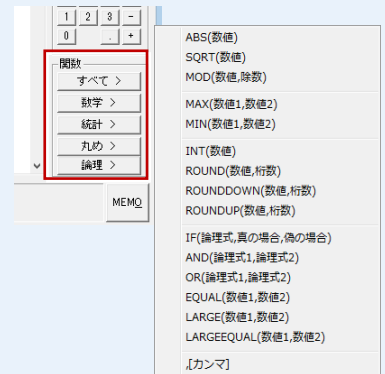 1 2 3 -
0 . +
関数
すべて >
数学 >
統計 >
丸め >
論理 >
MEMO
ABS(数値)
SQRT(数値)
MOD(数値,除数)
MAX(数値1,数値2)
MIN(数値1,数値2)
INT(数値)
ROUND(数値,桁数)
ROUNDDOWN(数値,桁数)
ROUNDUP(数値,桁数)
IF(論理式,真の場合,偽の場合)
AND(論理式1,論理式2)
OR(論理式1,論理式2)
EQUAL(数値1,数値2)
LARGE(数値1,数値2)
LARGEEQUAL(数値1,数値2)
,[カンマ]